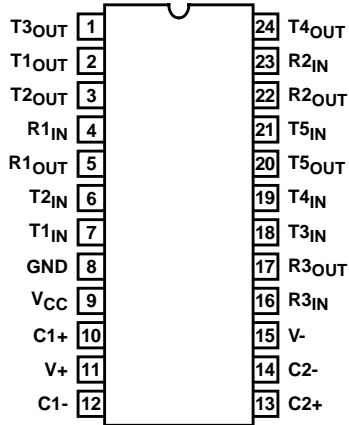 T3OUT 1 24 T4OUT
T1OUT 2 23 R2IN
T2OUT 3 22 R2OUT
R1IN 4 21 T5IN
R1OUT 5 20 T5OUT
T2IN 6 19 T4IN
T1IN 7 18 T3IN
GND 8 17 R3OUT
VCC 9 16 R3IN
C1+ 10 15 V-
V+ 11 14 C2-
C1- 12 13 C2+